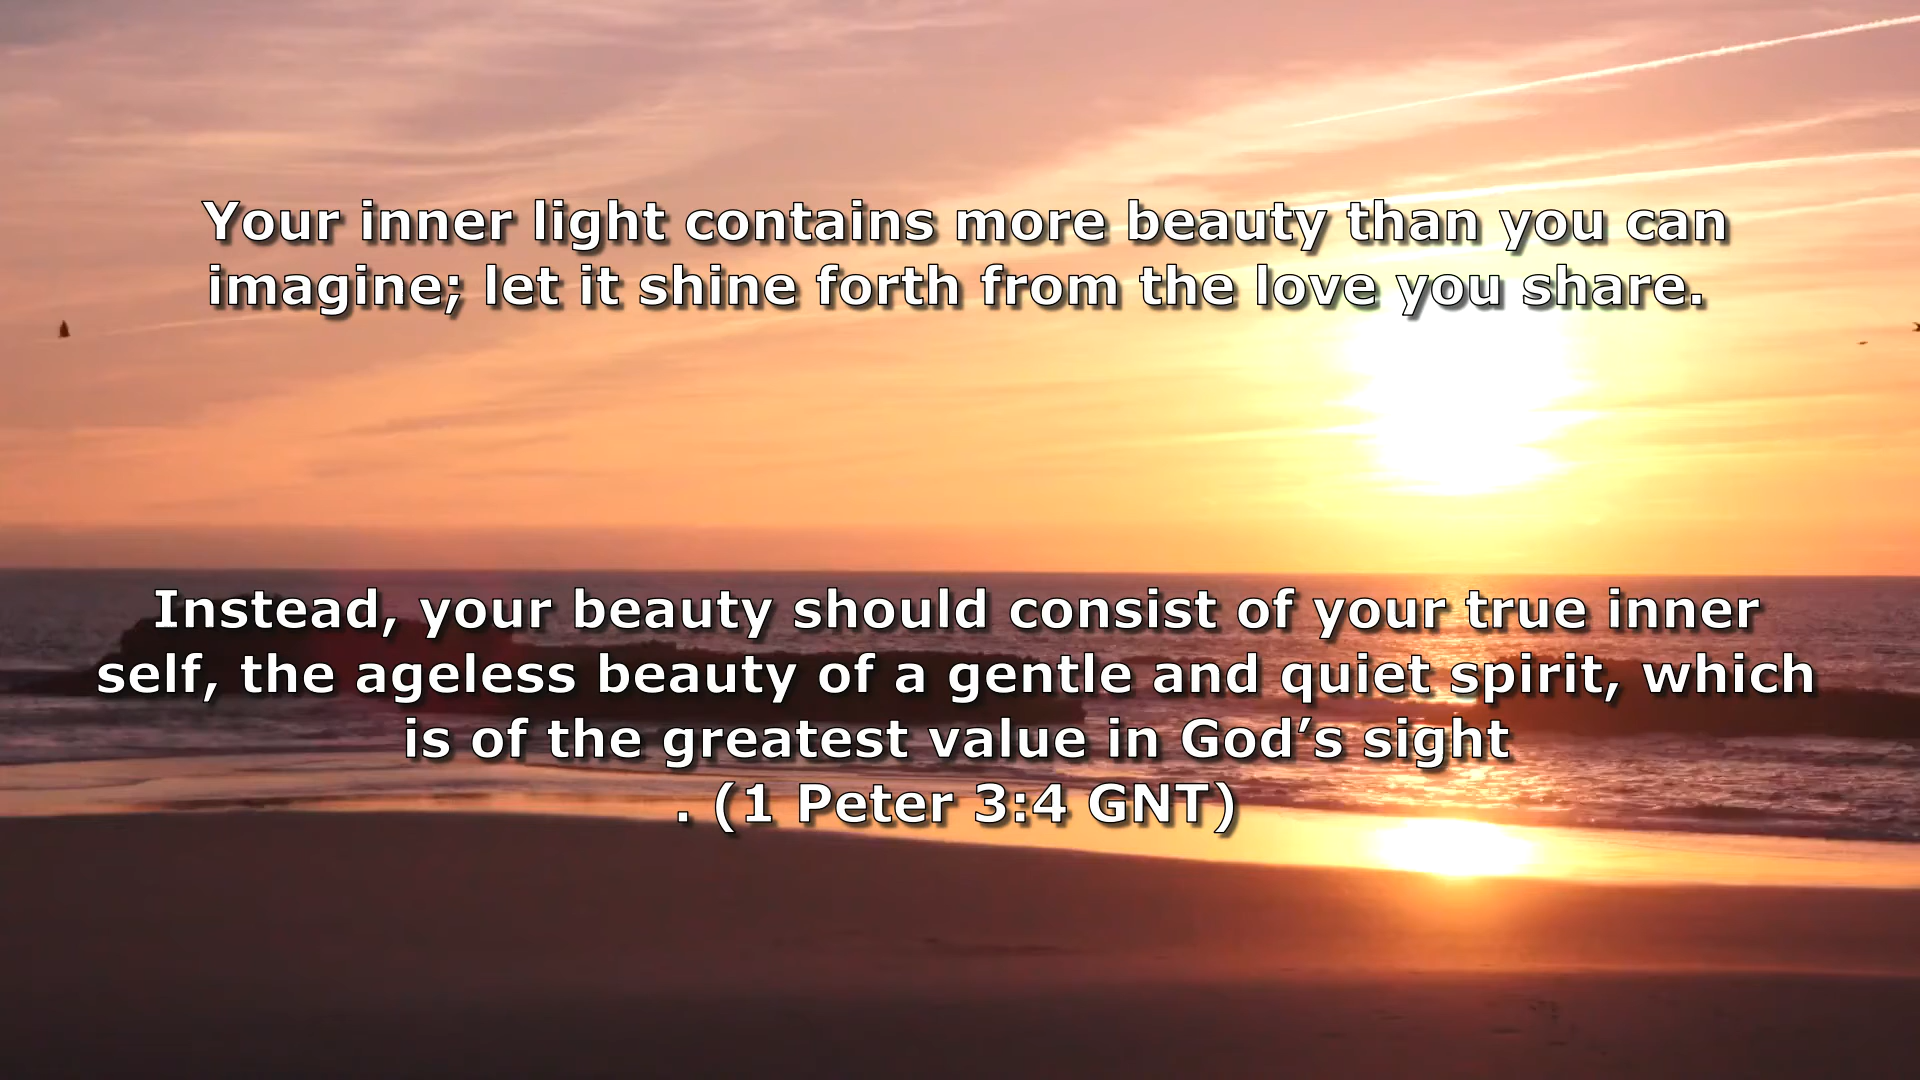 Your inner light contains more beauty than you can
imagine; let it shine forth from the love you share.
Instead, your beauty should consist of your true inner
self, the ageless beauty of a gentle and quiet spirit, which
is of the greatest value in God’s sight
. (1 Peter 3:4 GNT)